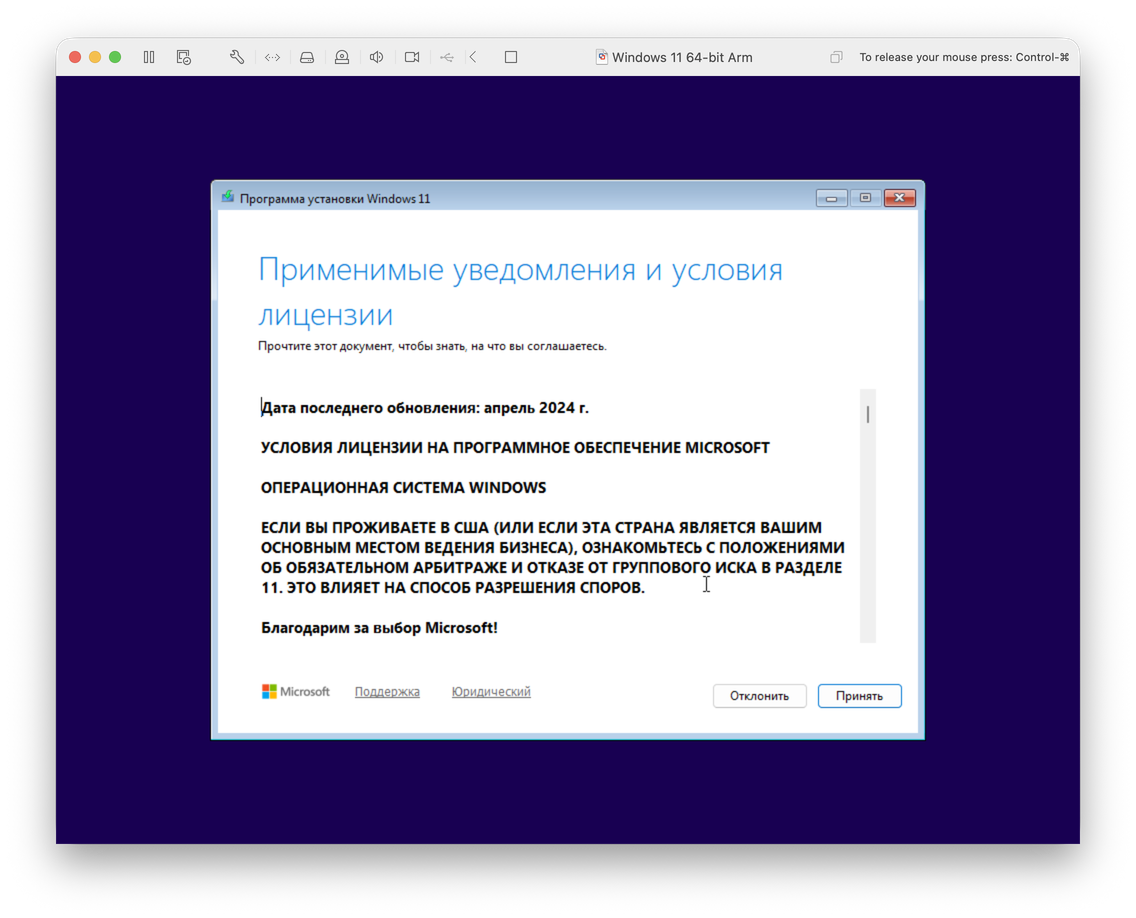 Windows 11 64-bit Arm
To release your mouse press: Control-⌘
Программа установки Windows 11
Применимые уведомления и условия
лицензии
Прочтите этот документ, чтобы знать, на что вы соглашаетесь.
Дата последнего обновления: апрель 2024 г.
УСЛОВИЯ ЛИЦЕНЗИИ НА ПРОГРАММНОЕ ОБЕСПЕЧЕНИЕ MICROSOFT
ОПЕРАЦИОННАЯ СИСТЕМА WINDOWS
ЕСЛИ ВЫ ПРОЖИВАЕТЕ В США (ИЛИ ЕСЛИ ЭТА СТРАНА ЯВЛЯЕТСЯ ВАШИМ
ОСНОВНЫМ МЕСТОМ ВЕДЕНИЯ БИЗНЕСА), ОЗНАКОМЬТЕСЬ С ПОЛОЖЕНИЯМИ
ОБ ОБЯЗАТЕЛЬНОМ АРБИТРАЖЕ И ОТКАЗЕ ОТ ГРУППОВОГО ИСКА В РАЗДЕЛЕ
11. ЭТО ВЛИЯЕТ НА СПОСОБ РАЗРЕШЕНИЯ СПОРОВ.
Благодарим за выбор Microsoft!
Microsoft
Поддержка
Юридический
Отклонить
Принять